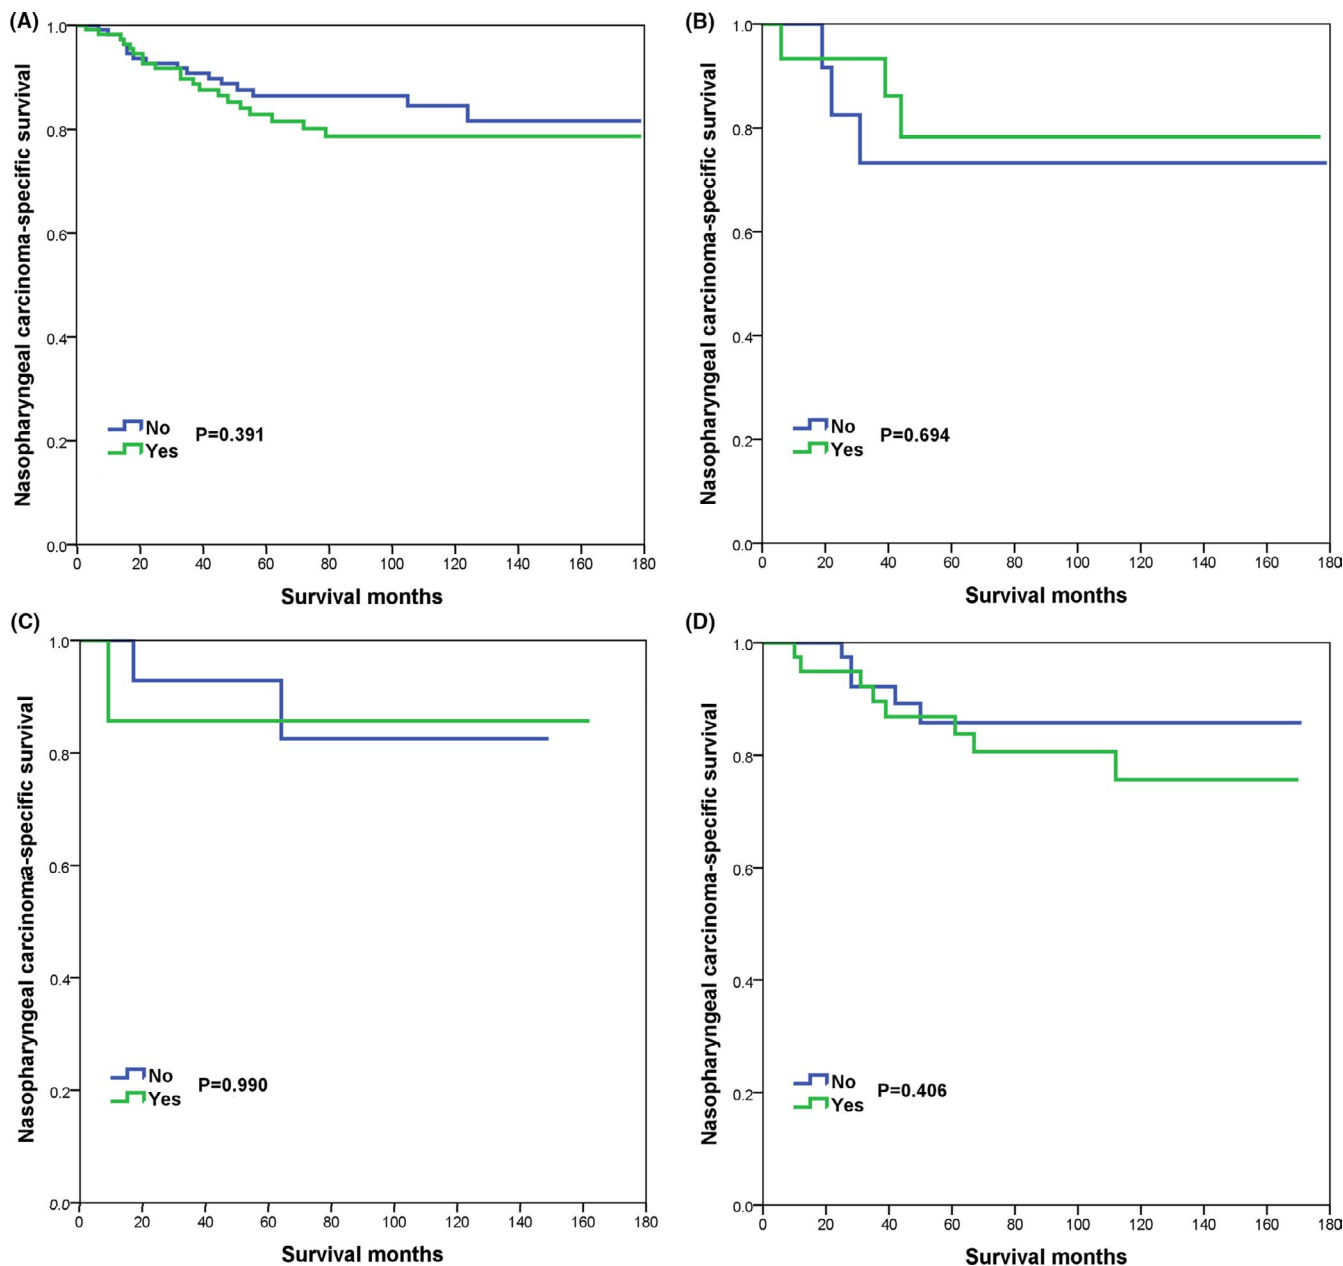 (A)
Nasopharyngeal carcinoma-specific survival
1.0
0.8
0.6
0.4
0.2
0.0
No
Yes
P=0.391
0 20 40 60 80 100 120 140 160 180
Survival months
(B)
Nasopharyngeal carcinoma-specific survival
1.0
0.8
0.6
0.4
0.2
0.0
No
Yes
P=0.694
0 20 40 60 80 100 120 140 160 180
Survival months
(C)
Nasopharyngeal carcinoma-specific survival
1.0
0.8
0.6
0.4
0.2
0.0
No
Yes
P=0.990
0 20 40 60 80 100 120 140 160 180
Survival months
(D)
Nasopharyngeal carcinoma-specific survival
1.0
0.8
0.6
0.4
0.2
0.0
No
Yes
P=0.406
0 20 40 60 80 100 120 140 160 180
Survival months